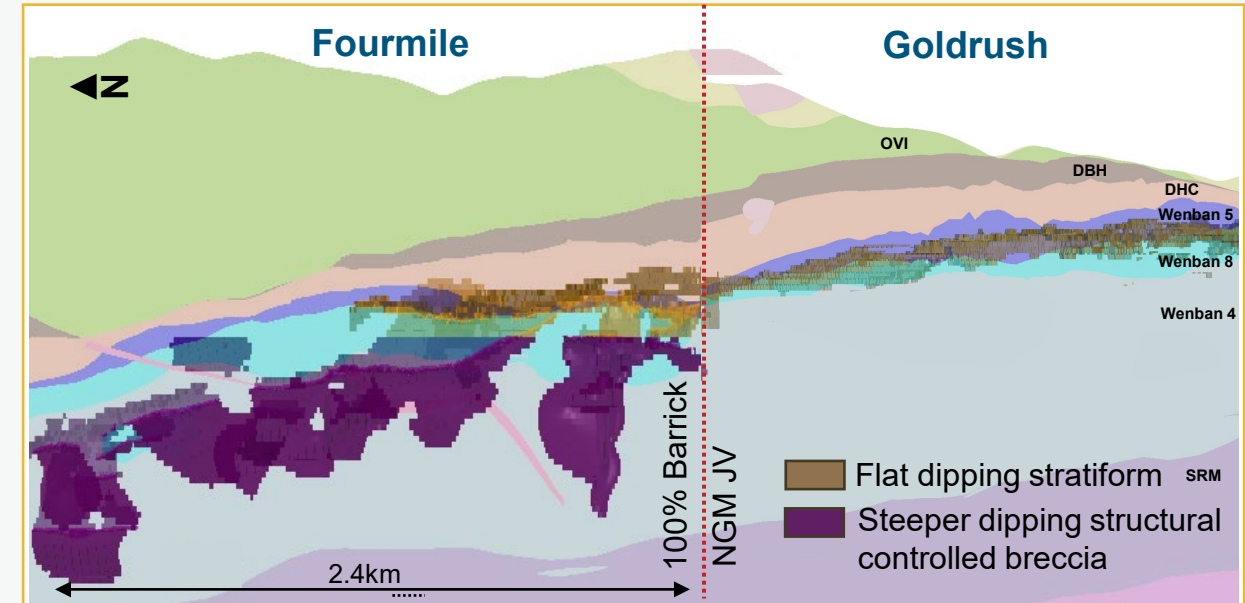 Fourmile
Goldrush
N
OVI
DBH
DHC
Wenban 5
Wenban 8
Wenban 4
100% Barrick
NGM JV
Flat dipping stratiform
SRM
Steeper dipping structural
controlled breccia
2.4km